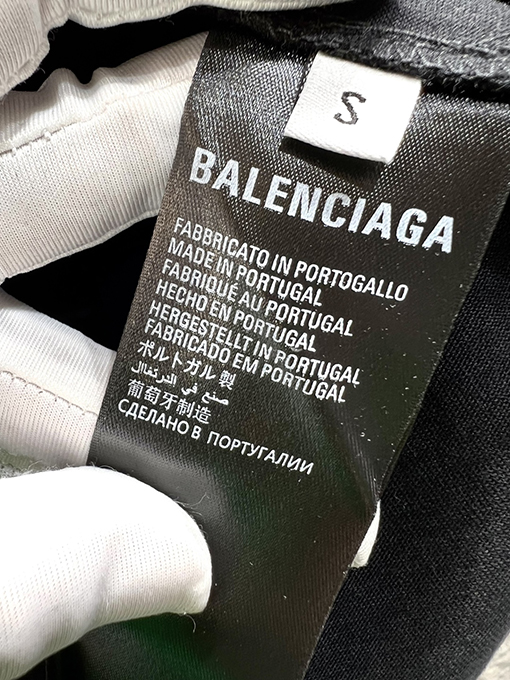 S
BALENCIAGA
FABBRICATO IN PORTOGALLO
MADE IN PORTUGAL
FABRIQUÉ AU PORTUGAL
HECHO EN PORTUGAL
HERGESTELLT IN PORTUGAL
FABRICADO EM PORTUGAL
ポルトガル 製
صنع في البرتغال
葡萄牙制造
СДЕЛАНО В ПОРТУГАЛИИ